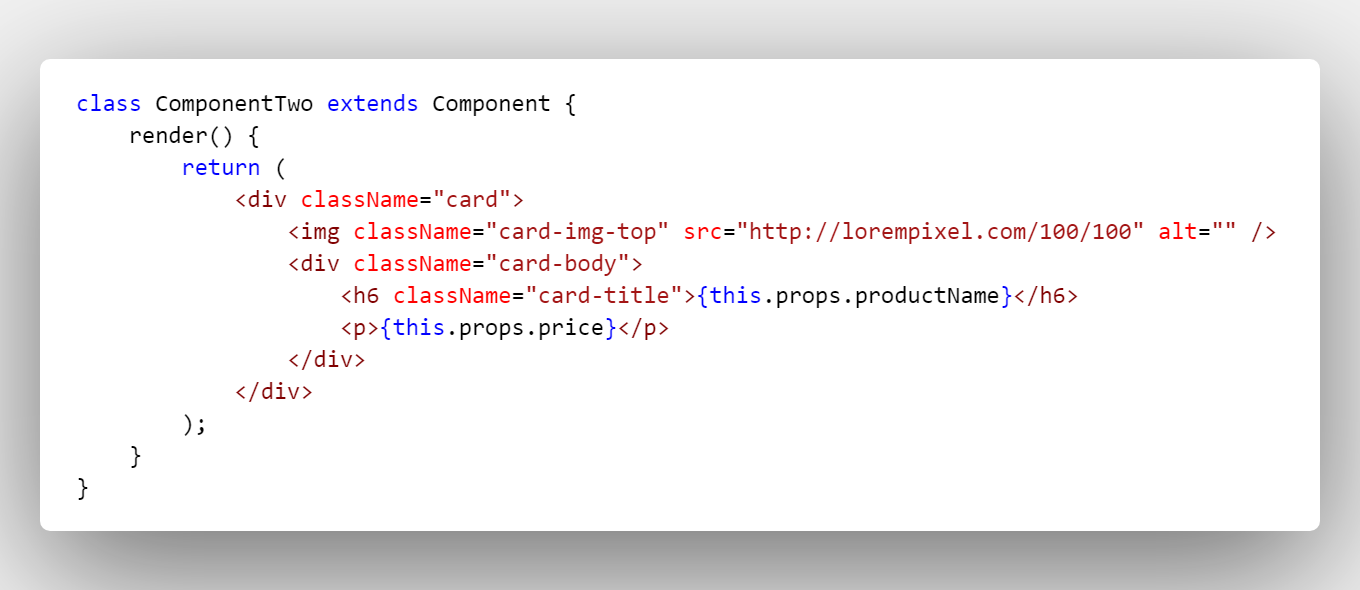 class ComponentTwo extends Component {
    render() {
        return (
            <div className="card">
                <img className="card-img-top" src="http://lorempixel.com/100/100" alt="" />
                <div className="card-body">
                    <h6 className="card-title">{this.props.productName}</h6>
                    <p>{this.props.price}</p>
                </div>
            </div>
        );
    }
}